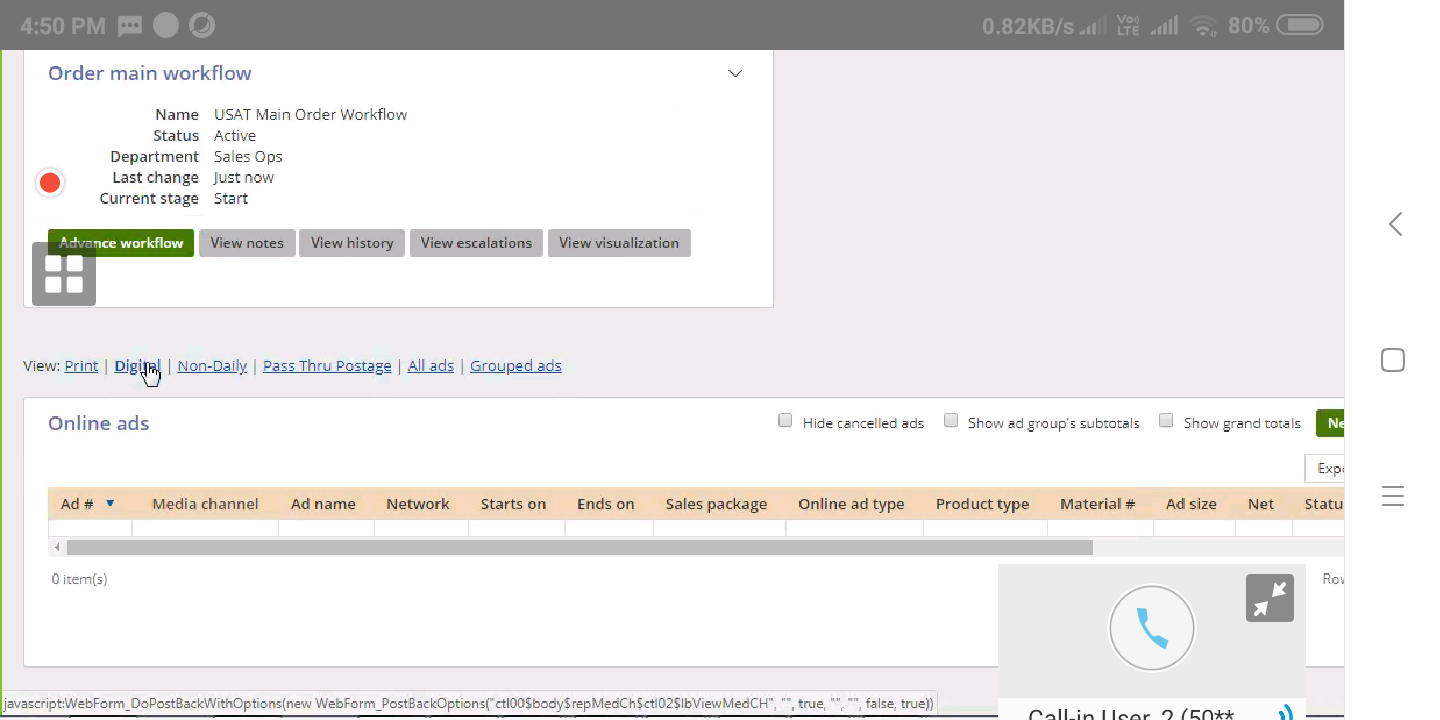 4:50 PM 0.82KB/s Vo) LTE 80%
Order main workflow
Name USAT Main Order Workflow
Status Active
Department Sales Ops
Last change Just now
Current stage Start
Advance workflow View notes View history View escalations View visualization
View: Print | Digital | Non-Daily | Pass Thru Postage | All ads | Grouped ads
Online ads Hide cancelled ads Show ad group's subtotals Show grand totals Ne
Expo
Ad # Media channel Ad name Network Starts on Ends on Sales package Online ad type Product type Material # Ad size Net Statu
0 item(s) Row
javascript:WebForm_DoPostBackWithOptions(new WebForm_PostBackOptions("ctl00$body$repMedCh$ctl02$lbViewMedCH", "", true, "", "", false, true))
Call-in User_2 (50**